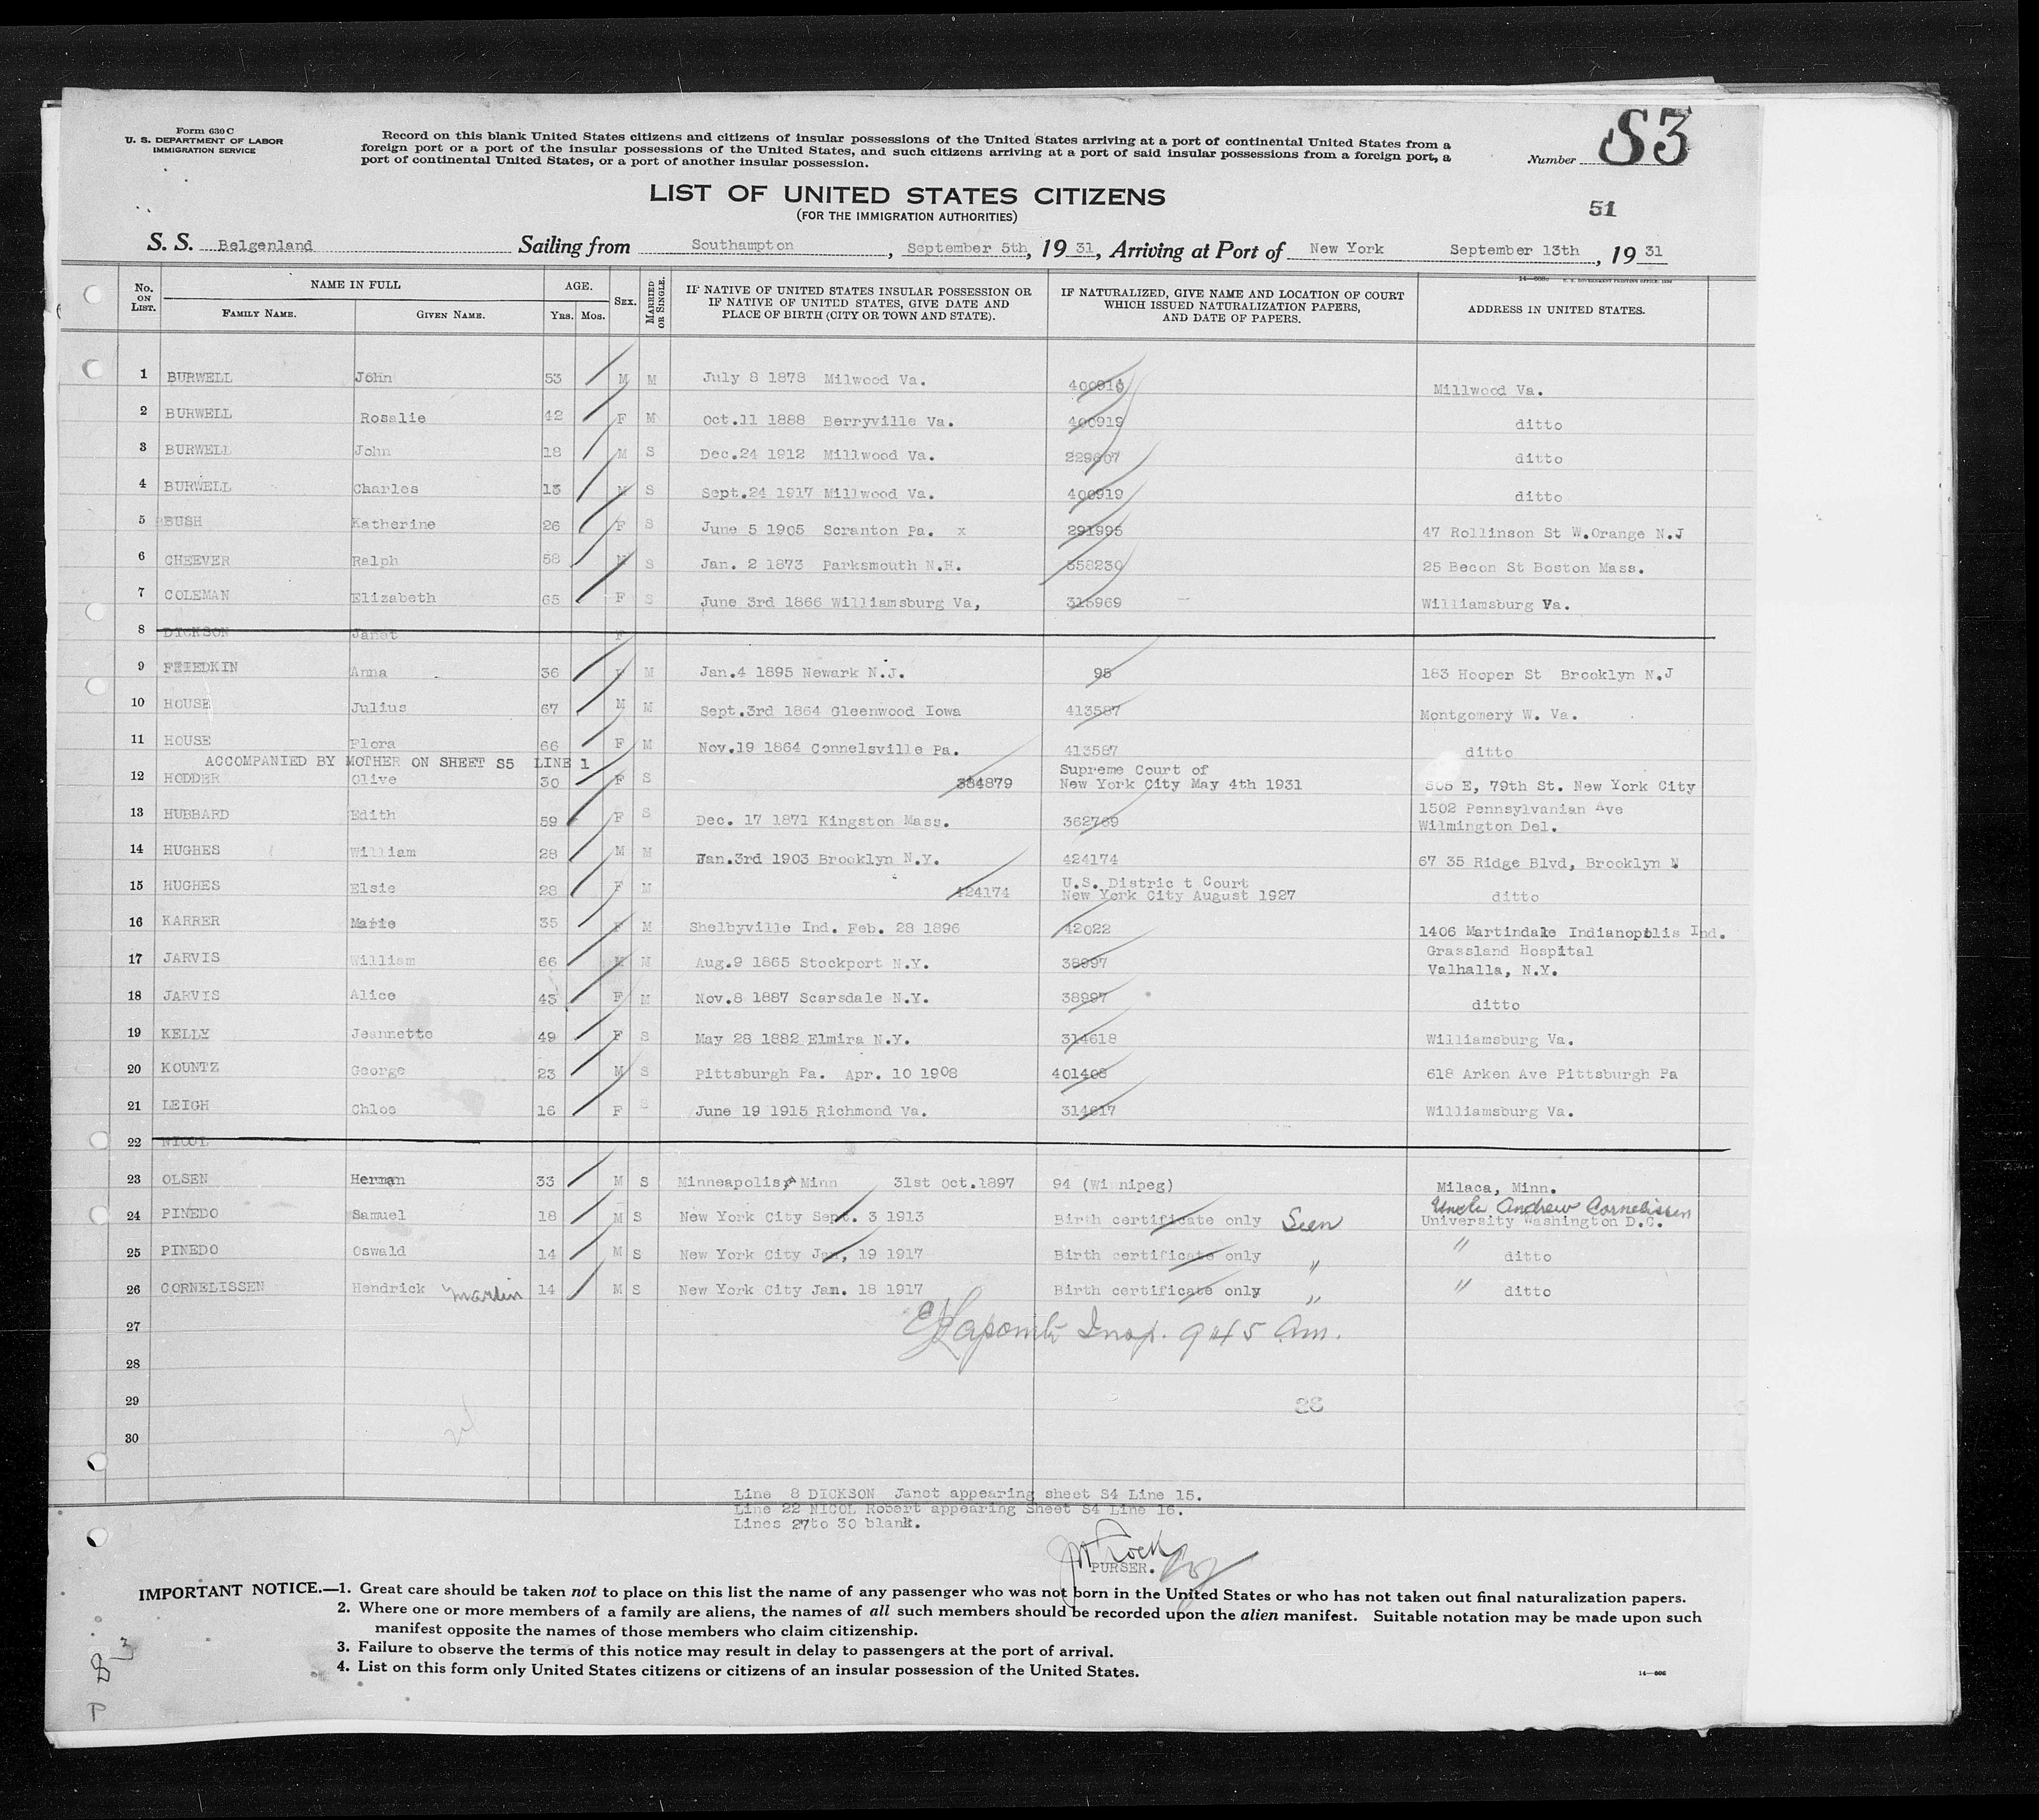 Form 630 C
U. S. DEPARTMENT OF LABOR
IMMIGRATION SERVICE
Record on this blank United States citizens and citizens of insular possessions of the United States arriving at a port of continental United States from a
foreign port or a port of the insular possessions of the United States, and such citizens arriving at a port of said insular possessions from a foreign port, a
port of continental United States, or a port of another insular possession.
Number S3
LIST OF UNITED STATES CITIZENS
(FOR THE IMMIGRATION AUTHORITIES)
51
S. S. Belgenland Sailing from Southampton, September 5th, 19 31, Arriving at Port of New York September 13th, 19 31
No. ON LIST. NAME IN FULL FAMILY NAME. GIVEN NAME. AGE. Yrs. Mos. SEX. MARRIED OR SINGLE. IF NATIVE OF UNITED STATES INSULAR POSSESSION OR IF NATIVE OF UNITED STATES, GIVE DATE AND PLACE OF BIRTH (CITY OR TOWN AND STATE). IF NATURALIZED, GIVE NAME AND LOCATION OF COURT WHICH ISSUED NATURALIZATION PAPERS, AND DATE OF PAPERS. ADDRESS IN UNITED STATES.
1 BURWELL John 53 M M July 8 1878 Milwood Va. Millwood Va.
2 BURWELL Rosalie 42 F M Oct.11 1888 Berryville Va. 400919 ditto
3 BURWELL John 18 M S Dec.24 1912 Millwood Va. 229607 ditto
4 BURWELL Charles 13 M S Sept.24 1917 Millwood Va. 400919 ditto
5 BUSH Katherine 26 F S June 5 1905 Scranton Pa. x 291995 47 Rollinson St W.Orange N.J
6 CHEEVER Ralph 58 M S Jan. 2 1873 Parksmouth N.H. 358230 25 Becon St Boston Mass.
7 COLEMAN Elizabeth 65 F S June 3rd 1866 Williamsburg Va, 315969 Williamsburg Va.
8 DICKSON Janet F
9 FRIEDKIN Anna 36 F M Jan.4 1895 Newark N.J. 95 183 Hooper St Brooklyn N.J
10 HOUSE Julius 67 M M Sept.3rd 1864 Gleenwood Iowa 413587 Montgomery W. Va.
11 HOUSE Flora 66 F M Nov.19 1864 Connelsville Pa. 413587 ditto
ACCOMPANIED BY MOTHER ON SHEET S5 LINE 1
12 HODDER Olive 30 F S 384879 Supreme Court of New York City May 4th 1931 505 E, 79th St. New York City
13 HUBBARD Edith 59 F S Dec. 17 1871 Kingston Mass. 362769 1502 Pennsylvanian Ave Wilmington Del.
14 HUGHES William 28 M M Jan.3rd 1903 Brooklyn N.Y. 424174 67 35 Ridge Blvd, Brooklyn N
15 HUGHES Elsie 28 F M 424174 U.S. Distric t Court New York City August 1927 ditto
16 KARRER Marie 35 F M Shelbyville Ind. Feb. 28 1896 42022 1406 Martindale Indianopolis Ind.
17 JARVIS William 66 M M Aug.9 1865 Stockport N.Y. 38997 Grassland Hospital Valhalla, N.Y.
18 JARVIS Alice 43 F M Nov.8 1887 Scarsdale N.Y. 38997 ditto
19 KELLY Jeannette 49 F S May 28 1882 Elmira N.Y. 314618 Williamsburg Va.
20 KOUNTZ George 23 M S Pittsburgh Pa. Apr. 10 1908 401408 618 Arken Ave Pittsburgh Pa
21 LEIGH Chloe 16 F S June 19 1915 Richmond Va. 314617 Williamsburg Va.
22 NICOL
23 OLSEN Herman 33 M S Minneapolis, Minn 31st Oct.1897 94 (Winnipeg) Milaca, Minn.
24 PINEDO Samuel 18 M S New York City Sept. 3 1913 Birth certificate only Seen Uncle Andrew Cornelissen University Washington D.C.
25 PINEDO Oswald 14 M S New York City Jan, 19 1917 Birth certificate only " " ditto
26 CORNELISSEN Hendrick Martin 14 M S New York City Jan. 18 1917 Birth certificate only " " ditto
27 Insp. 9 45 am.
28
29 26
30
Line 8 DICKSON Janet appearing sheet S4 Line 15.
Line 22 NICOL Robert appearing Sheet S4 Line 16.
Lines 27to 30 blank.
PURSER.
IMPORTANT NOTICE.—1. Great care should be taken not to place on this list the name of any passenger who was not born in the United States or who has not taken out final naturalization papers.
2. Where one or more members of a family are aliens, the names of all such members should be recorded upon the alien manifest. Suitable notation may be made upon such
manifest opposite the names of those members who claim citizenship.
3. Failure to observe the terms of this notice may result in delay to passengers at the port of arrival.
4. List on this form only United States citizens or citizens of an insular possession of the United States.
14—606